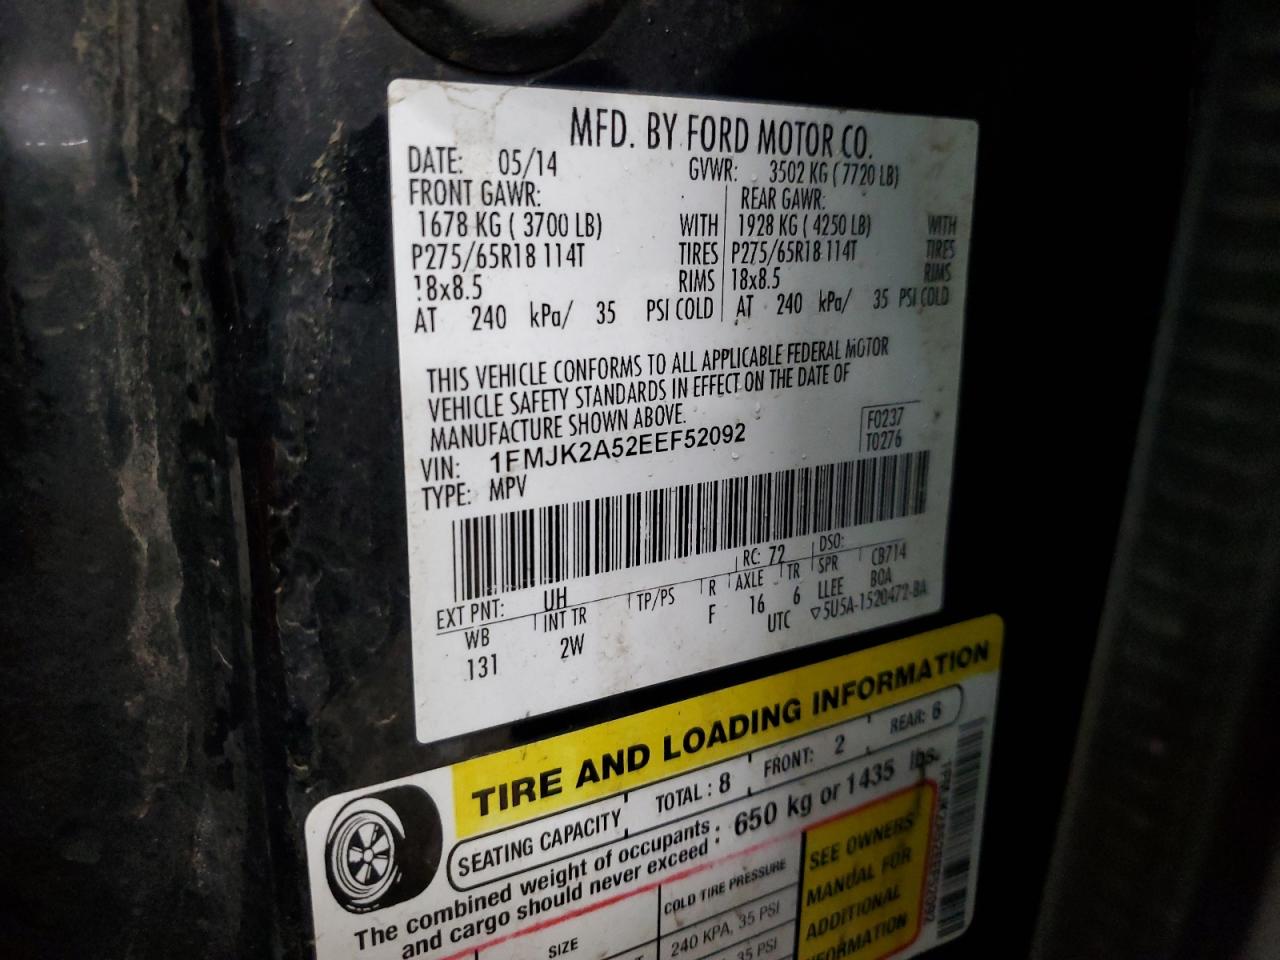 MFD. BY FORD MOTOR CO.
DATE: 05/14 GVWR: 3502 KG ( 7720 LB)
FRONT GAWR: REAR GAWR:
1678 KG ( 3700 LB) WITH 1928 KG ( 4250 LB) WITH
P275/65R18 114T TIRES P275/65R18 114T TIRES
18x8.5 RIMS 18x8.5 RIMS
AT 240 kPa/ 35 PSI COLD AT 240 kPa/ 35 PSI COLD
THIS VEHICLE CONFORMS TO ALL APPLICABLE FEDERAL MOTOR
VEHICLE SAFETY STANDARDS IN EFFECT ON THE DATE OF
MANUFACTURE SHOWN ABOVE.
F0237
T0276
VIN: 1FMJK2A52EEF52092
TYPE: MPV
EXT PNT: UH RC: 72 DSO:
WB INT TR TP/PS R AXLE TR SPR CB714
131 2W F 16 6 LLEE BOA
UTC ▽5U5A-1520472-BA
TIRE AND LOADING INFORMATION
SEATING CAPACITY TOTAL : 8 FRONT: 2 REAR: 6
The combined weight of occupants : 650 kg or 1435 lbs.
and cargo should never exceed :
SIZE COLD TIRE PRESSURE
240 KPA, 35 PSI
35 PSI
SEE OWNERS
MANUAL FOR
ADDITIONAL
INFORMATION